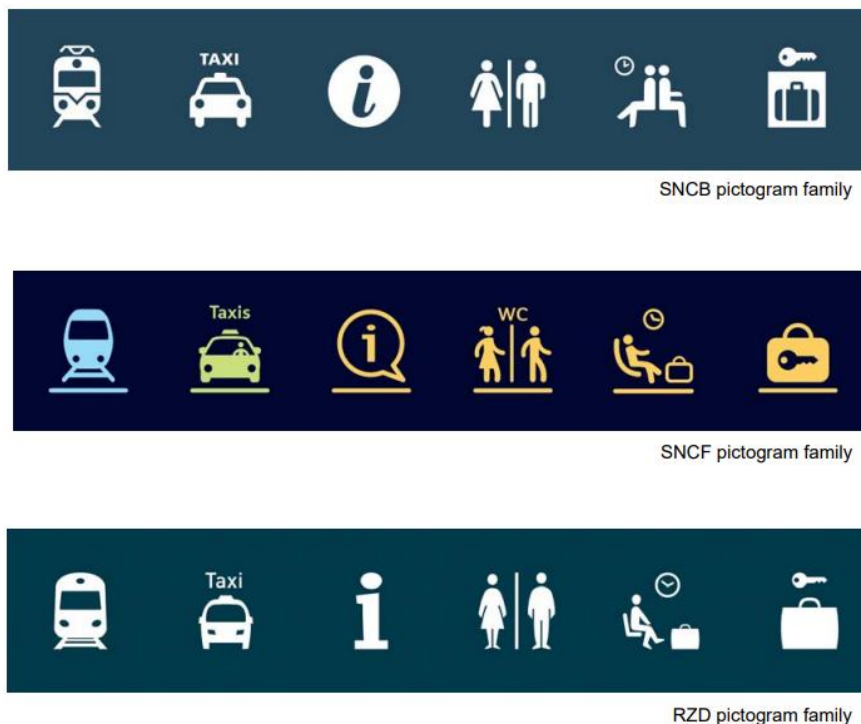 TAXI
i
SNCB pictogram family
Taxis
i
WC
SNCF pictogram family
Taxi
i
RZD pictogram family